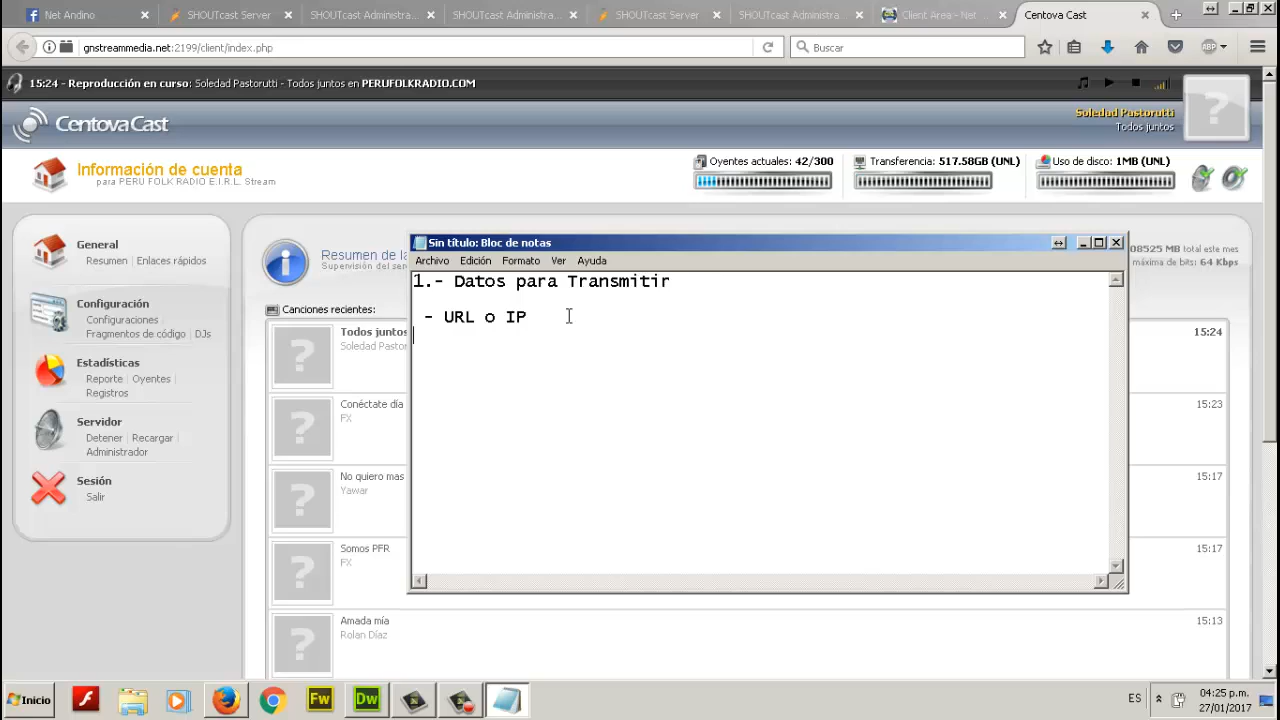 Net Andino
SHOUTcast Server
SHOUTcast Administra...
SHOUTcast Administra...
SHOUTcast Server
SHOUTcast Administra...
Client Area - Net ...
Centova Cast
gnstreammedia.net:2199/client/index.php
Buscar
ABP
15:24 - Reproducción en curso: Soledad Pastorutti - Todos juntos en PERUFOLKRADIO.COM
CentovaCast
Soledad Pastorutti
Todos juntos
Información de cuenta
para PERU FOLK RADIO E.I.R.L. Stream
Oyentes actuales: 42/300
Transferencia: 517.58GB (UNL)
Uso de disco: 1MB (UNL)
General
Resumen
Enlaces rápidos
Configuración
Configuraciones
Fragmentos de código
DJs
Estadísticas
Reporte
Oyentes
Registros
Servidor
Detener
Recargar
Administrador
Sesión
Salir
Resumen de la
Supervisión del ser
08525 MB total este mes
máxima de bits: 64 Kbps
Canciones recientes:
Todos juntos
Soledad Pasto
15:24
Conéctate día
FX
15:23
No quiero mas
Yawar
15:17
Somos PFR
FX
15:17
Amada mía
Rolan Díaz
15:13
Sin título: Bloc de notas
Archivo Edición Formato Ver Ayuda
1.- Datos para Transmitir
- URL o IP
Inicio
Fw
Dw
ES
04:25 p.m.
27/01/2017